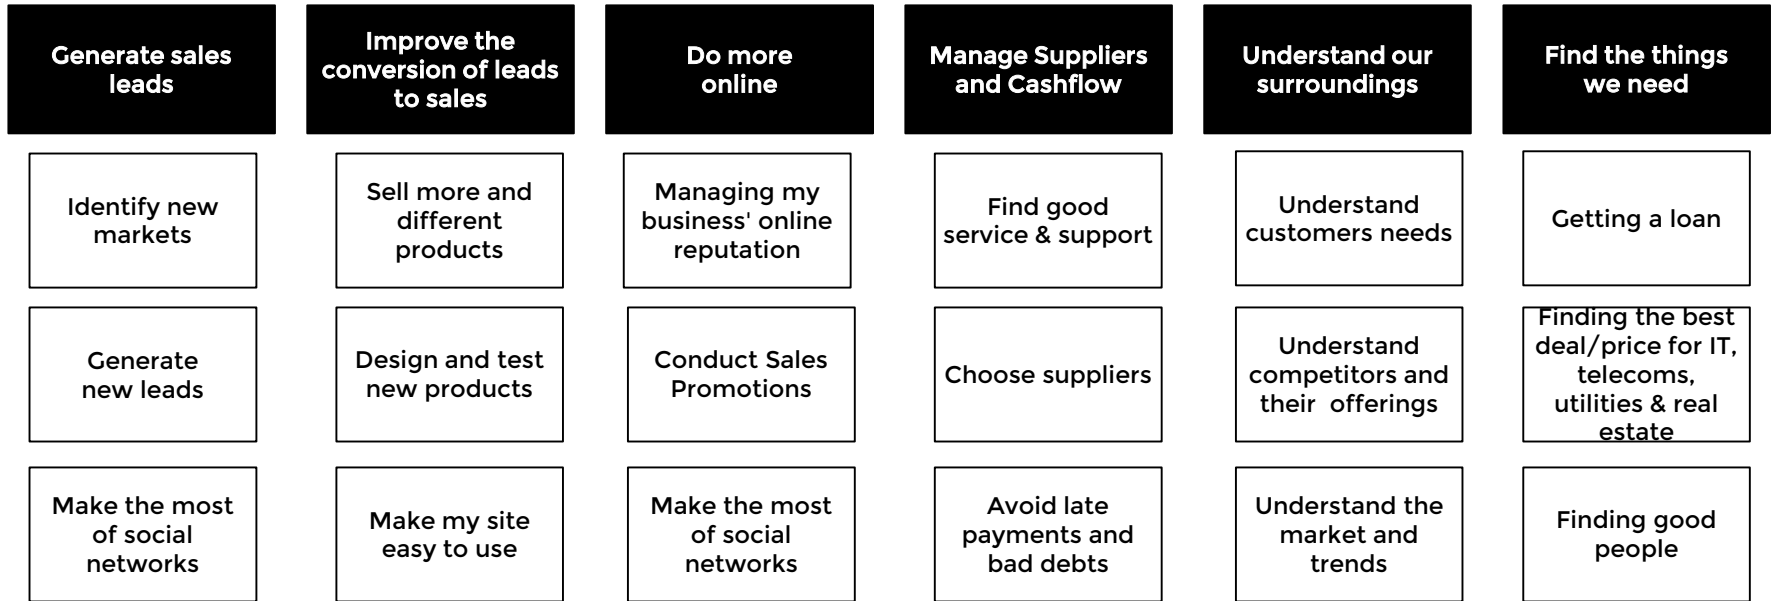 Generate sales
leads
Improve the
conversion of leads
to sales
Do more
online
Manage Suppliers
and Cashflow
Understand our
surroundings
Find the things
we need
Identify new
markets
Sell more and
different
products
Managing my
business' online
reputation
Find good
service & support
Understand
customers needs
Getting a loan
Generate
new leads
Design and test
new products
Conduct Sales
Promotions
Choose suppliers
Understand
competitors and
their offerings
Finding the best
deal/price for IT,
telecoms,
utilities & real
estate
Make the most
of social
networks
Make my site
easy to use
Make the most
of social
networks
Avoid late
payments and
bad debts
Understand the
market and
trends
Finding good
people